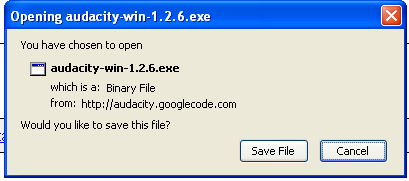 Opening audacity-win-1.2.6.exe
You have chosen to open
audacity-win-1.2.6.exe
which is a: Binary File
from: http://audacity.googlecode.com
Would you like to save this file?
Save File Cancel